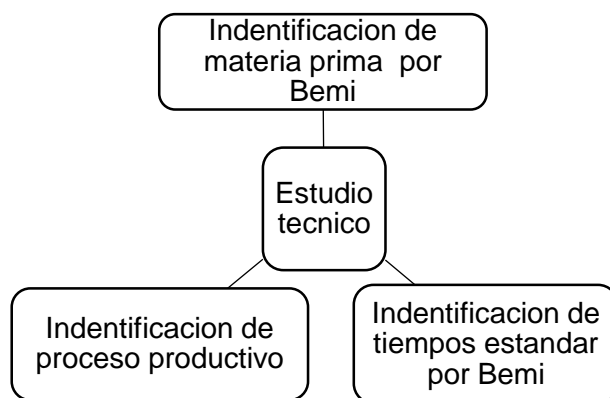 Indentificacion de
materia prima por
Bemi
Estudio
tecnico
Indentificacion de
proceso productivo
Indentificacion de
tiempos estandar
por Bemi